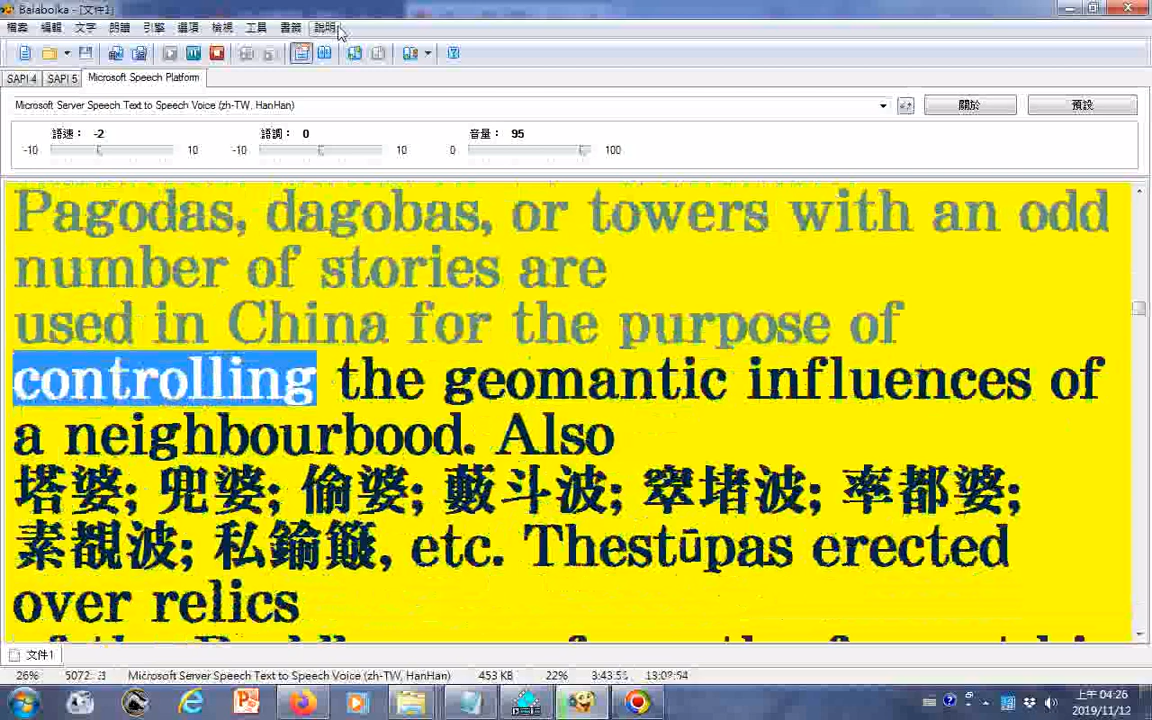 Balabolka - [文件1]
檔案 編輯 文字 朗讀 引擎 選項 檢視 工具 書籤 說明
SAPI 4 SAPI 5 Microsoft Speech Platform
Microsoft Server Speech Text to Speech Voice (zh-TW, HanHan) 關於 預設
語速： -2 語調： 0 音量： 95
-10 10 -10 10 0 100
Pagodas, dagobas, or towers with an odd
number of stories are
used in China for the purpose of
controlling the geomantic influences of
a neighbourbood. Also
塔婆; 兜婆; 偷婆; 藪斗波; 窣堵波; 率都婆;
素覩波; 私鍮簸, etc. Thestūpas erected
over relics
文件1
26% Microsoft Server Speech Text to Speech Voice (zh-TW, HanHan) 453 KB 22%
上午 04:26
2019/11/12